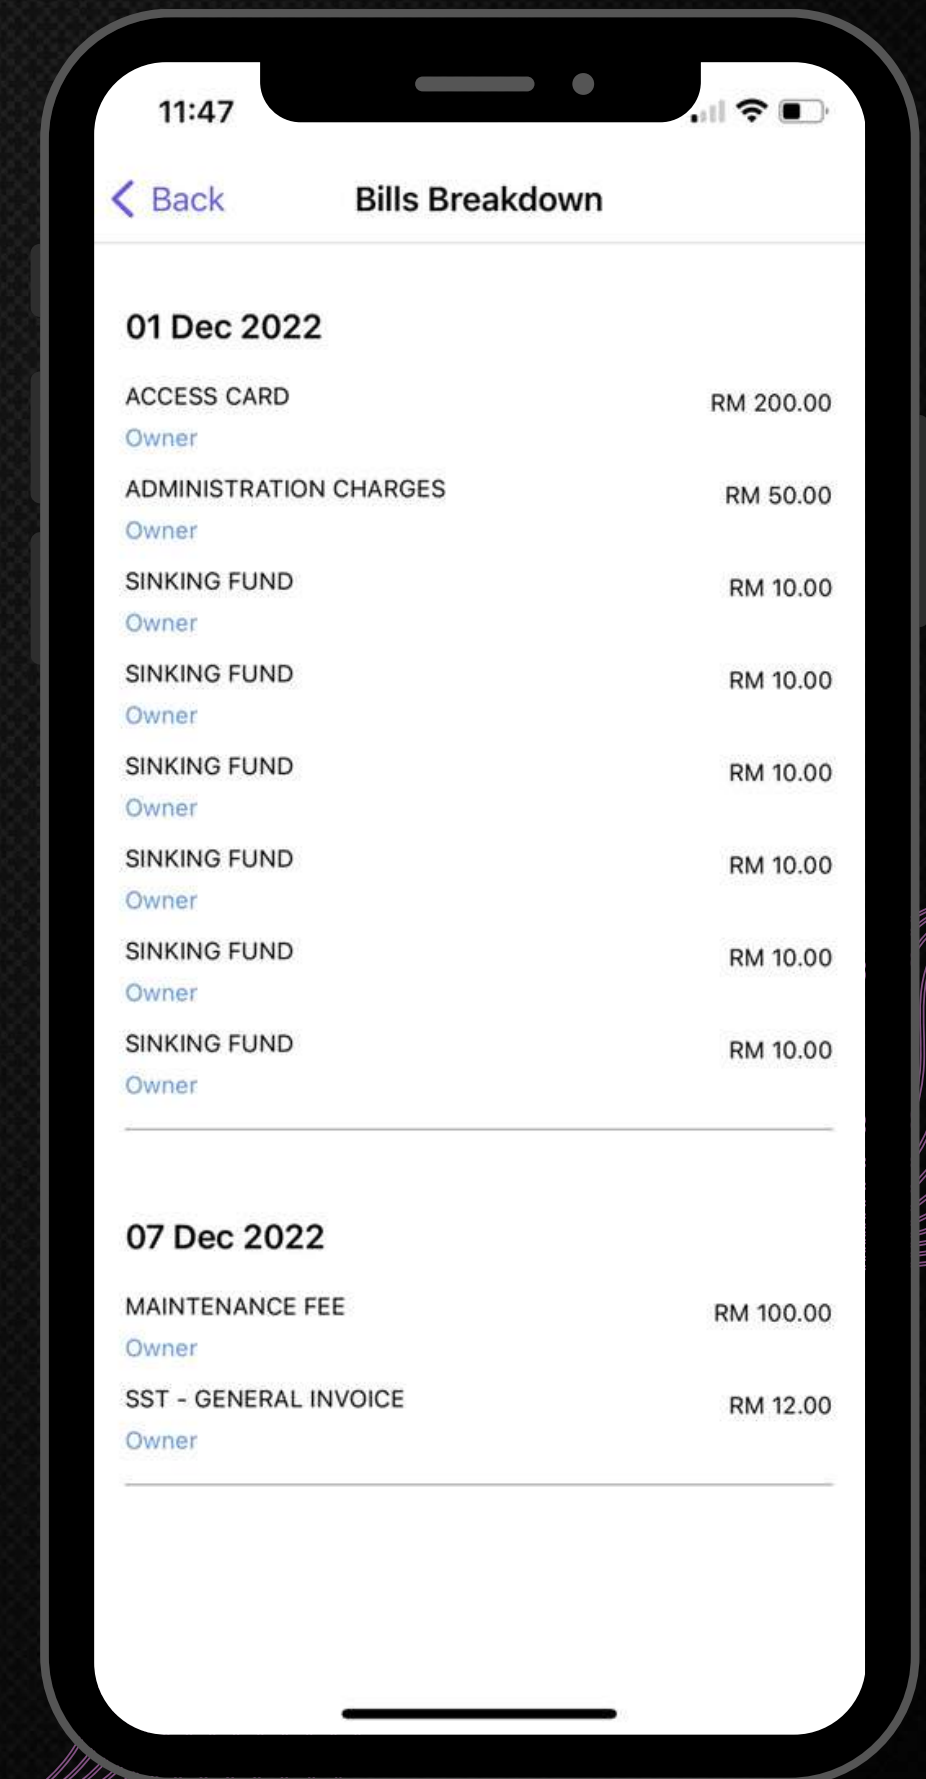 11:47
Back
Bills Breakdown
01 Dec 2022
ACCESS CARD
RM 200.00
Owner
ADMINISTRATION CHARGES
RM 50.00
Owner
SINKING FUND
RM 10.00
Owner
SINKING FUND
RM 10.00
Owner
SINKING FUND
RM 10.00
Owner
SINKING FUND
RM 10.00
Owner
SINKING FUND
RM 10.00
Owner
SINKING FUND
RM 10.00
Owner
07 Dec 2022
MAINTENANCE FEE
RM 100.00
Owner
SST - GENERAL INVOICE
RM 12.00
Owner